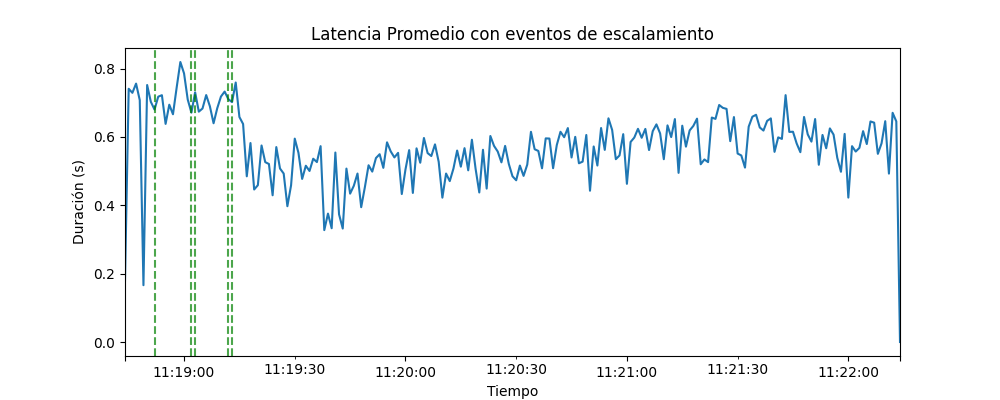 Latencia Promedio con eventos de escalamiento
Duración (s)
0.8
0.6
0.4
0.2
0.0
11:19:00 11:19:30 11:20:00 11:20:30 11:21:00 11:21:30 11:22:00
Tiempo